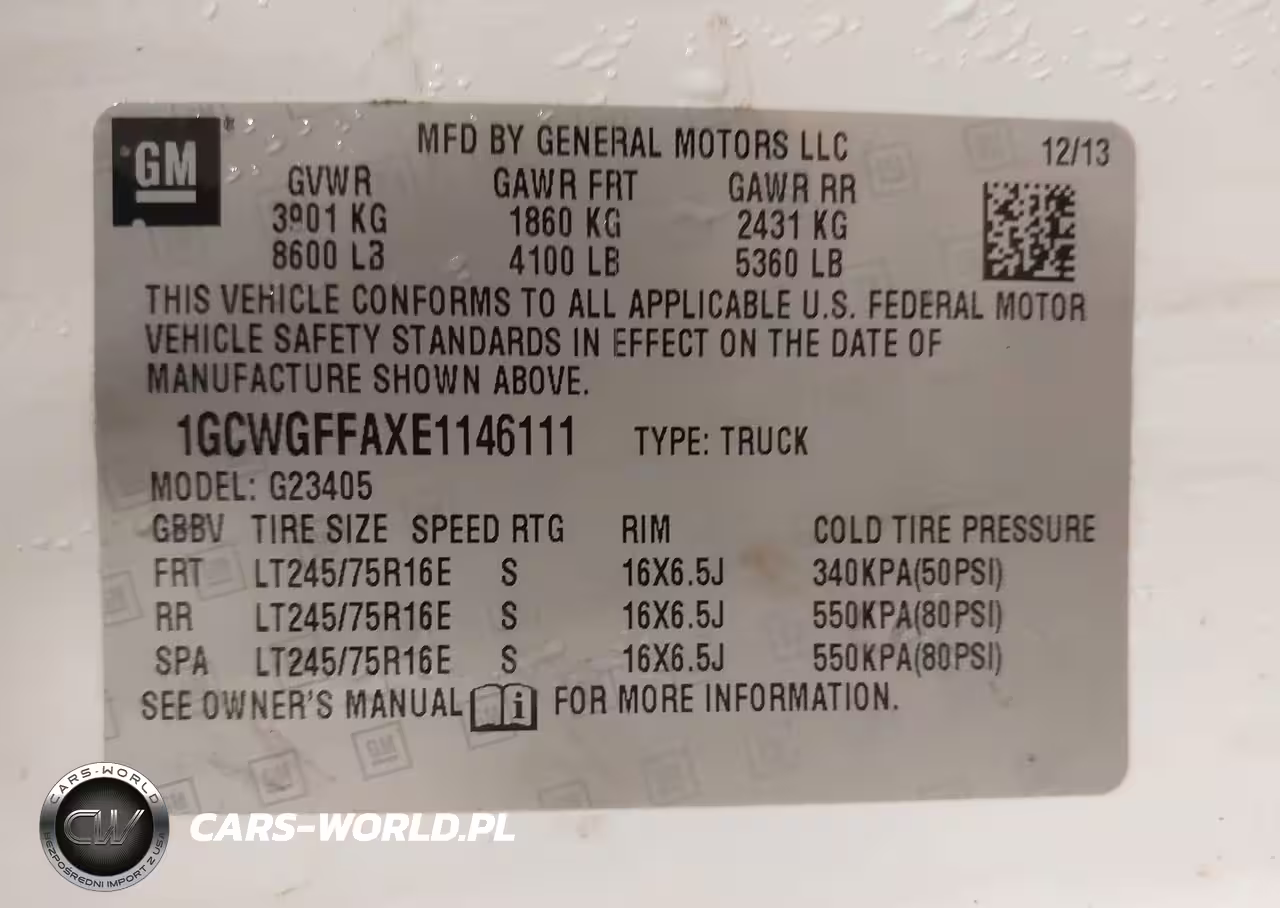 GM ®
MFD BY GENERAL MOTORS LLC 12/13
GVWR GAWR FRT GAWR RR
3901 KG 1860 KG 2431 KG
8600 LB 4100 LB 5360 LB
THIS VEHICLE CONFORMS TO ALL APPLICABLE U.S. FEDERAL MOTOR
VEHICLE SAFETY STANDARDS IN EFFECT ON THE DATE OF
MANUFACTURE SHOWN ABOVE.
1GCWGFFAXE1146111 TYPE: TRUCK
MODEL: G23405
GBBV TIRE SIZE SPEED RTG RIM COLD TIRE PRESSURE
FRT LT245/75R16E S 16X6.5J 340KPA(50PSI)
RR LT245/75R16E S 16X6.5J 550KPA(80PSI)
SPA LT245/75R16E S 16X6.5J 550KPA(80PSI)
SEE OWNER'S MANUAL i FOR MORE INFORMATION.
GM
CARS-WORLD
CW
BEZPOŚREDNI IMPORT Z USA
CARS-WORLD.PL